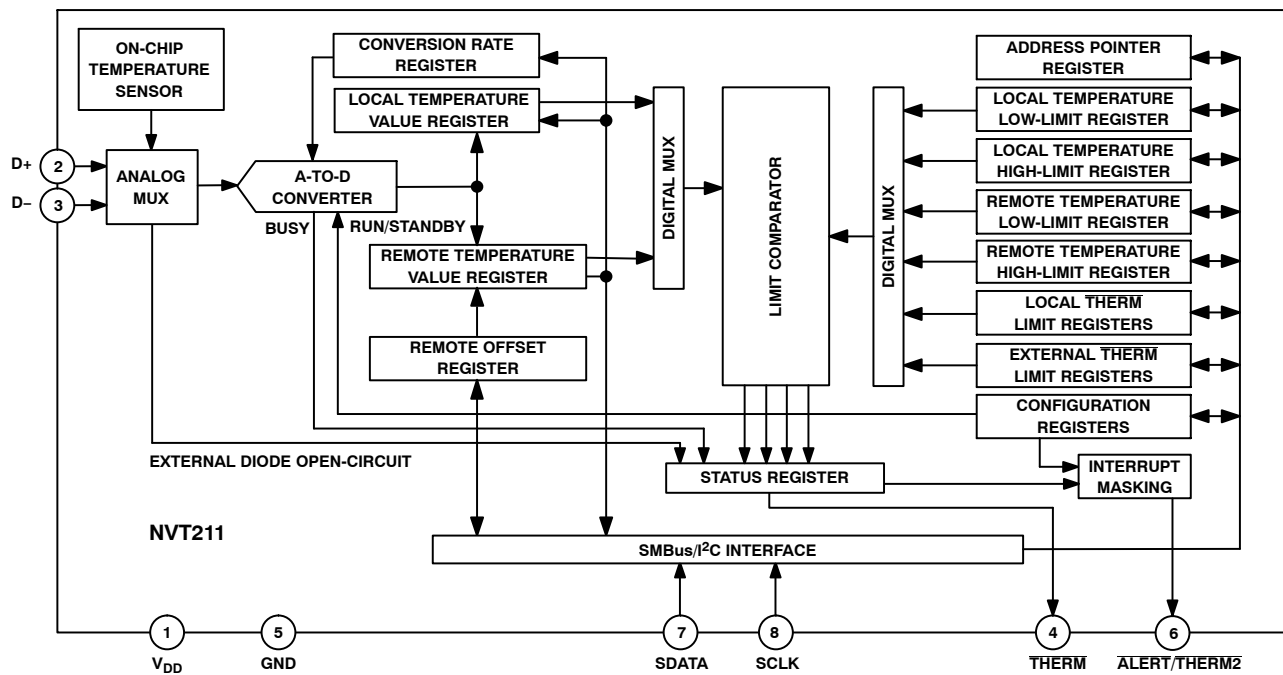 ON-CHIP
TEMPERATURE
SENSOR
CONVERSION RATE
REGISTER
LOCAL TEMPERATURE
VALUE REGISTER
D+
2
D−
3
ANALOG
MUX
A-TO-D
CONVERTER
BUSY
RUN/STANDBY
REMOTE TEMPERATURE
VALUE REGISTER
REMOTE OFFSET
REGISTER
DIGITAL MUX
LIMIT COMPARATOR
DIGITAL MUX
ADDRESS POINTER
REGISTER
LOCAL TEMPERATURE
LOW-LIMIT REGISTER
LOCAL TEMPERATURE
HIGH-LIMIT REGISTER
REMOTE TEMPERATURE
LOW-LIMIT REGISTER
REMOTE TEMPERATURE
HIGH-LIMIT REGISTER
LOCAL THERM
LIMIT REGISTERS
EXTERNAL THERM
LIMIT REGISTERS
CONFIGURATION
REGISTERS
EXTERNAL DIODE OPEN-CIRCUIT
STATUS REGISTER
INTERRUPT
MASKING
NVT211
SMBus/I²C INTERFACE
1
VDD
5
GND
7
SDATA
8
SCLK
4
THERM
6
ALERT/THERM2